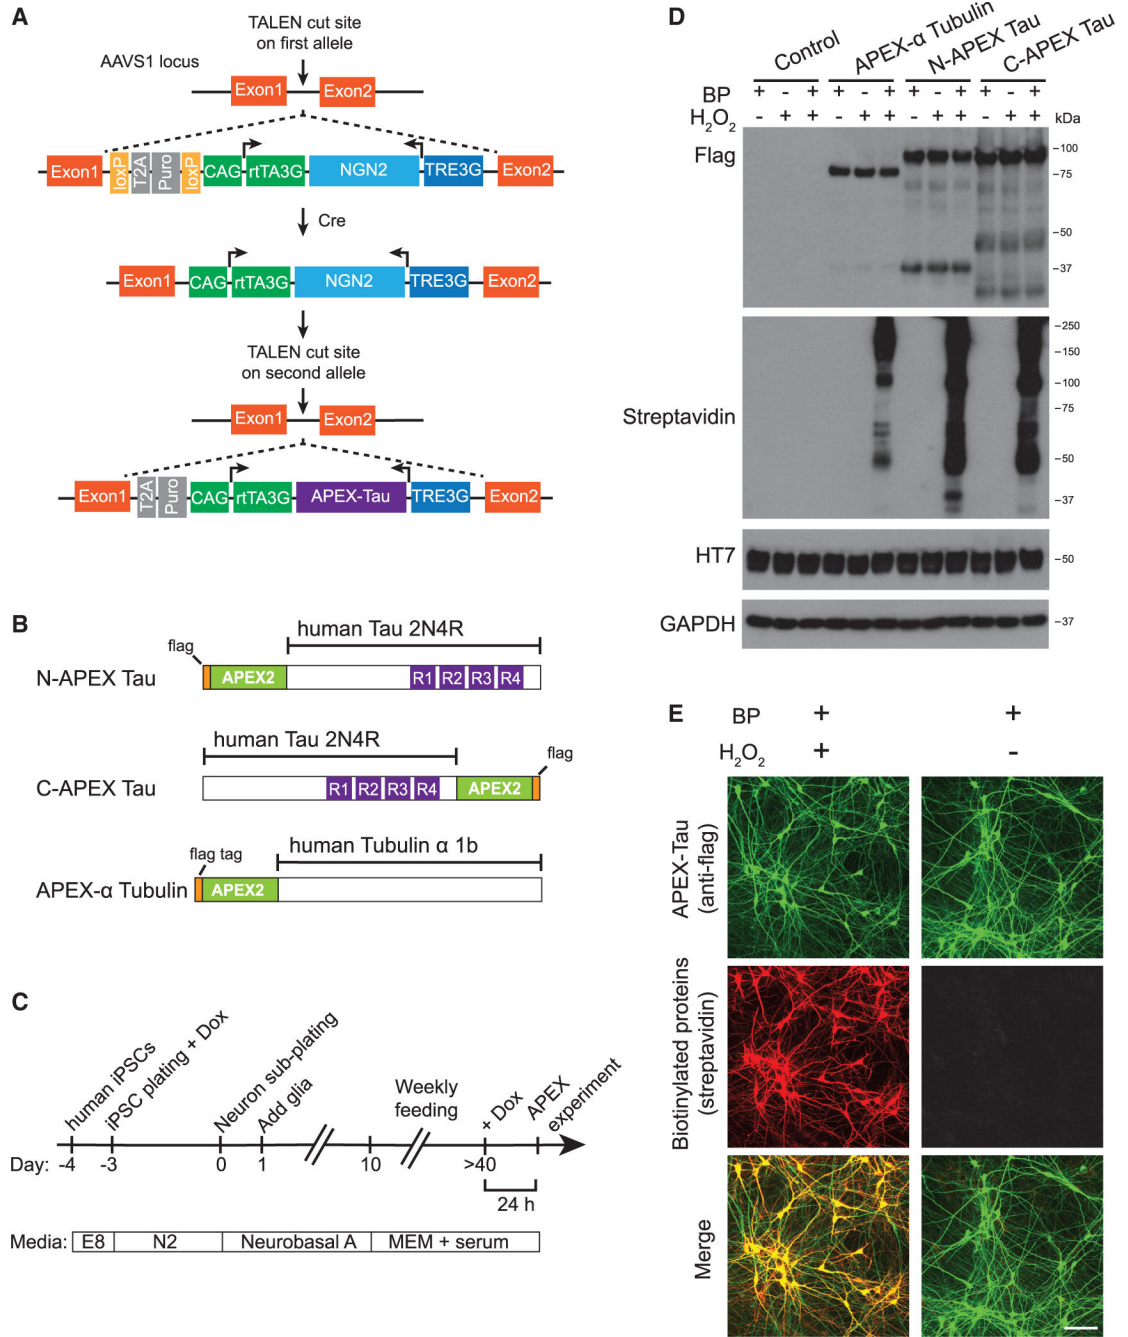 A
TALEN cut site
on first allele
AAVS1 locus
Exon1
Exon2
Exon1
loxP
T2A
Puro
loxP
CAG
rtTA3G
NGN2
TRE3G
Exon2
Cre
Exon1
CAG
rtTA3G
NGN2
TRE3G
Exon2
TALEN cut site
on second allele
Exon1
Exon2
Exon1
T2A
Puro
CAG
rtTA3G
APEX-Tau
TRE3G
Exon2
B
human Tau 2N4R
flag
N-APEX Tau
APEX2
R1
R2
R3
R4
human Tau 2N4R
flag
C-APEX Tau
R1
R2
R3
R4
APEX2
human Tubulin α 1b
flag tag
APEX-α Tubulin
APEX2
C
human iPSCs
iPSC plating + Dox
Neuron sub-plating
Add glia
Weekly
feeding
+ Dox
APEX
experiment
Day: -4 -3 0 1 10 >40
24 h
Media: E8 N2 Neurobasal A MEM + serum
D
Control
APEX-α Tubulin
N-APEX Tau
C-APEX Tau
BP + - + + - + + - + + - +
H2O2 - + + - + + - + + - + +
kDa
Flag
-100
-75
-50
-37
Streptavidin
-250
-150
-100
-75
-50
-37
HT7
-50
GAPDH
-37
E
BP + +
H2O2 + -
APEX-Tau
(anti-flag)
Biotinylated proteins
(streptavidin)
Merge